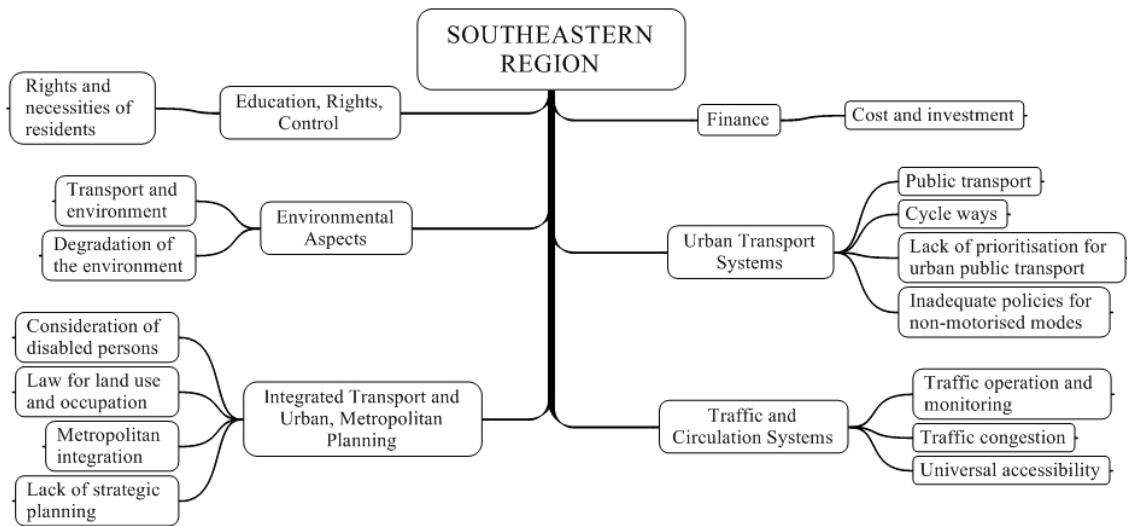 SOUTHEASTERN
REGION
Rights and
necessities of
residents
Education, Rights,
Control
Transport and
environment
Degradation of
the environment
Environmental
Aspects
Consideration of
disabled persons
Law for land use
and occupation
Metropolitan
integration
Lack of strategic
planning
Integrated Transport and
Urban, Metropolitan
Planning
Finance
Cost and investment
Urban Transport
Systems
Public transport
Cycle ways
Lack of prioritisation for
urban public transport
Inadequate policies for
non-motorised modes
Traffic and
Circulation Systems
Traffic operation and
monitoring
Traffic congestion
Universal accessibility